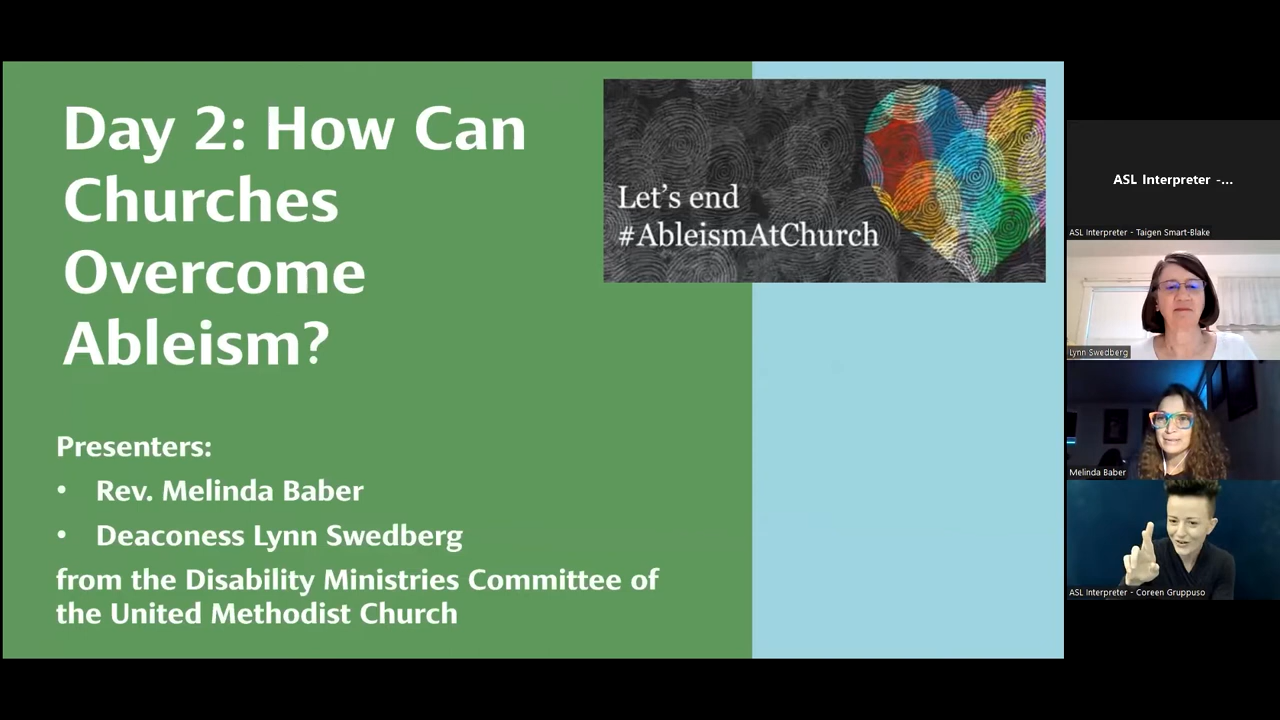 Day 2: How Can
Churches
Overcome
Ableism?
Let's end
#AbleismAtChurch
Presenters:
• Rev. Melinda Baber
• Deaconess Lynn Swedberg
from the Disability Ministries Committee of
the United Methodist Church
ASL Interpreter -...
ASL Interpreter - Taigen Smart-Blake
Lynn Swedberg
Melinda Baber
ASL Interpreter - Coreen Gruppuso